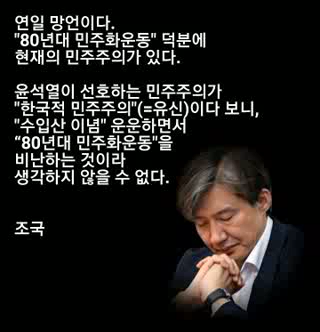 연일 망언이다.
"80년대 민주화운동" 덕분에
현재의 민주주의가 있다.
윤석열이 선호하는 민주주의가
"한국적 민주주의"(=유신)이다 보니,
"수입산 이념" 운운하면서
“80년대 민주화운동"을
비난하는 것이라
생각하지 않을 수 없다.
조국